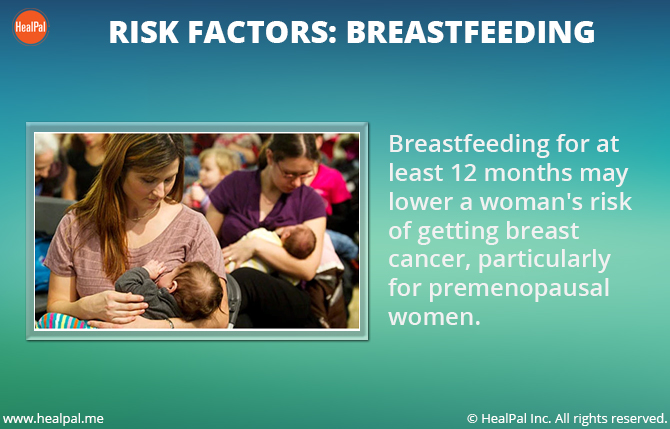 HealPal
RISK FACTORS: BREASTFEEDING
Breastfeeding for at
least 12 months may
lower a woman's risk
of getting breast
cancer, particularly
for premenopausal
women.
www.healpal.me
© HealPal Inc. All rights reserved.